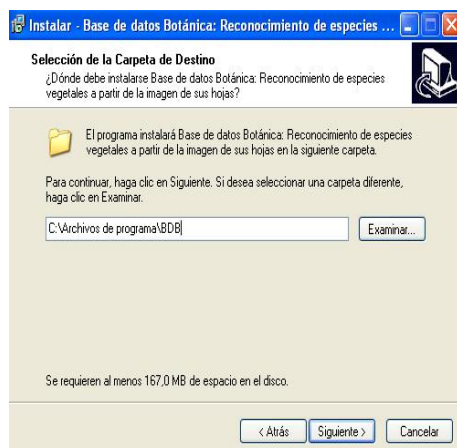 Instalar - Base de datos Botánica: Reconocimiento de especies ...
Selección de la Carpeta de Destino
¿Dónde debe instalarse Base de datos Botánica: Reconocimiento de especies
vegetales a partir de la imagen de sus hojas?
El programa instalará Base de datos Botánica: Reconocimiento de especies
vegetales a partir de la imagen de sus hojas en la siguiente carpeta.
Para continuar, haga clic en Siguiente. Si desea seleccionar una carpeta diferente,
haga clic en Examinar.
C:\Archivos de programa\BDB
Examinar...
Se requieren al menos 167,0 MB de espacio en el disco.
< Atrás
Siguiente >
Cancelar